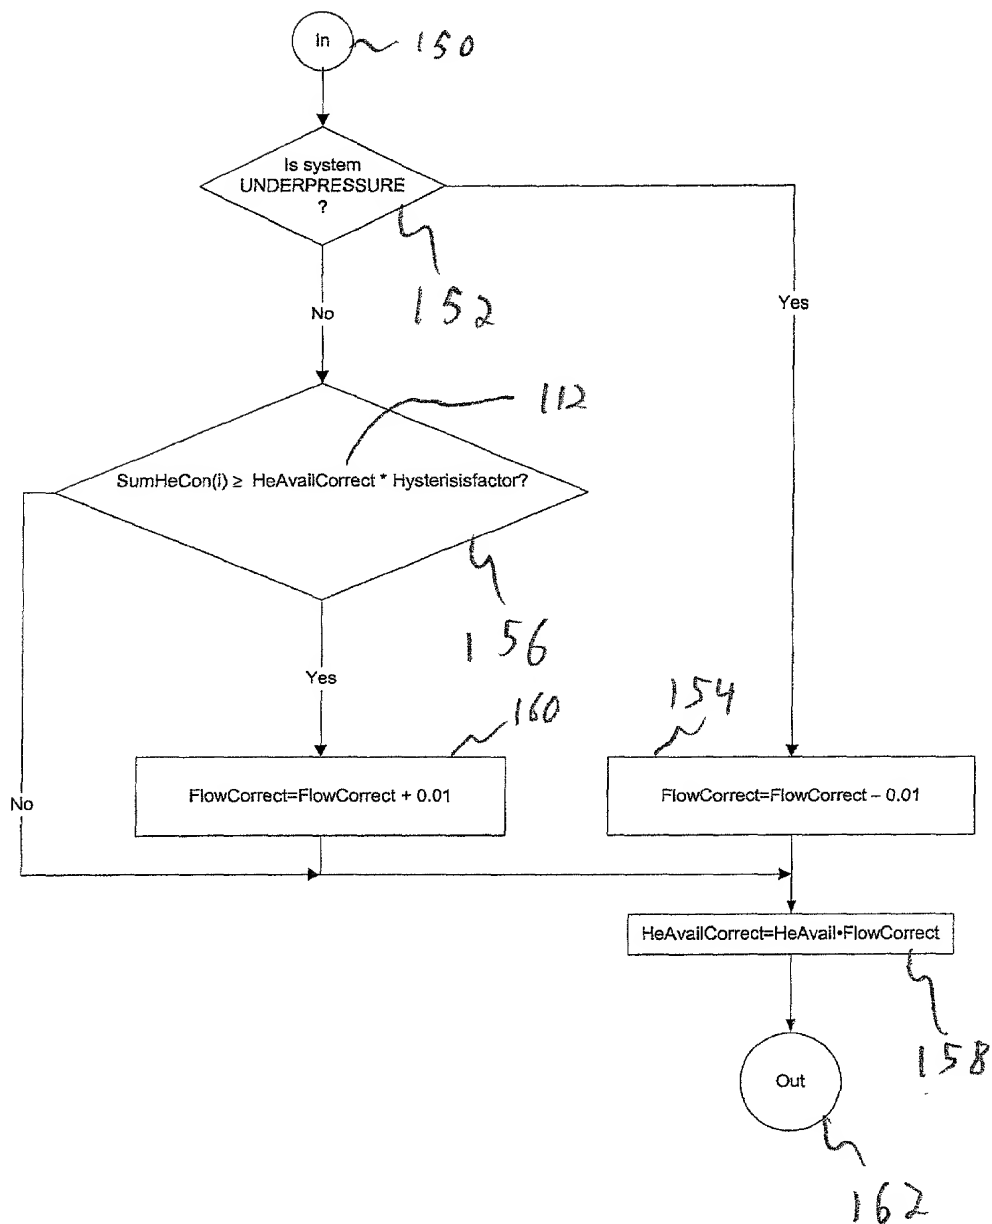 In
150
Is system
UNDERPRESSURE
?
152
No
Yes
112
SumHeCon(i) ≥ HeAvailCorrect * Hysterisisfactor?
156
Yes
160
154
No
FlowCorrect=FlowCorrect + 0.01
FlowCorrect=FlowCorrect – 0.01
HeAvailCorrect=HeAvail•FlowCorrect
158
Out
162